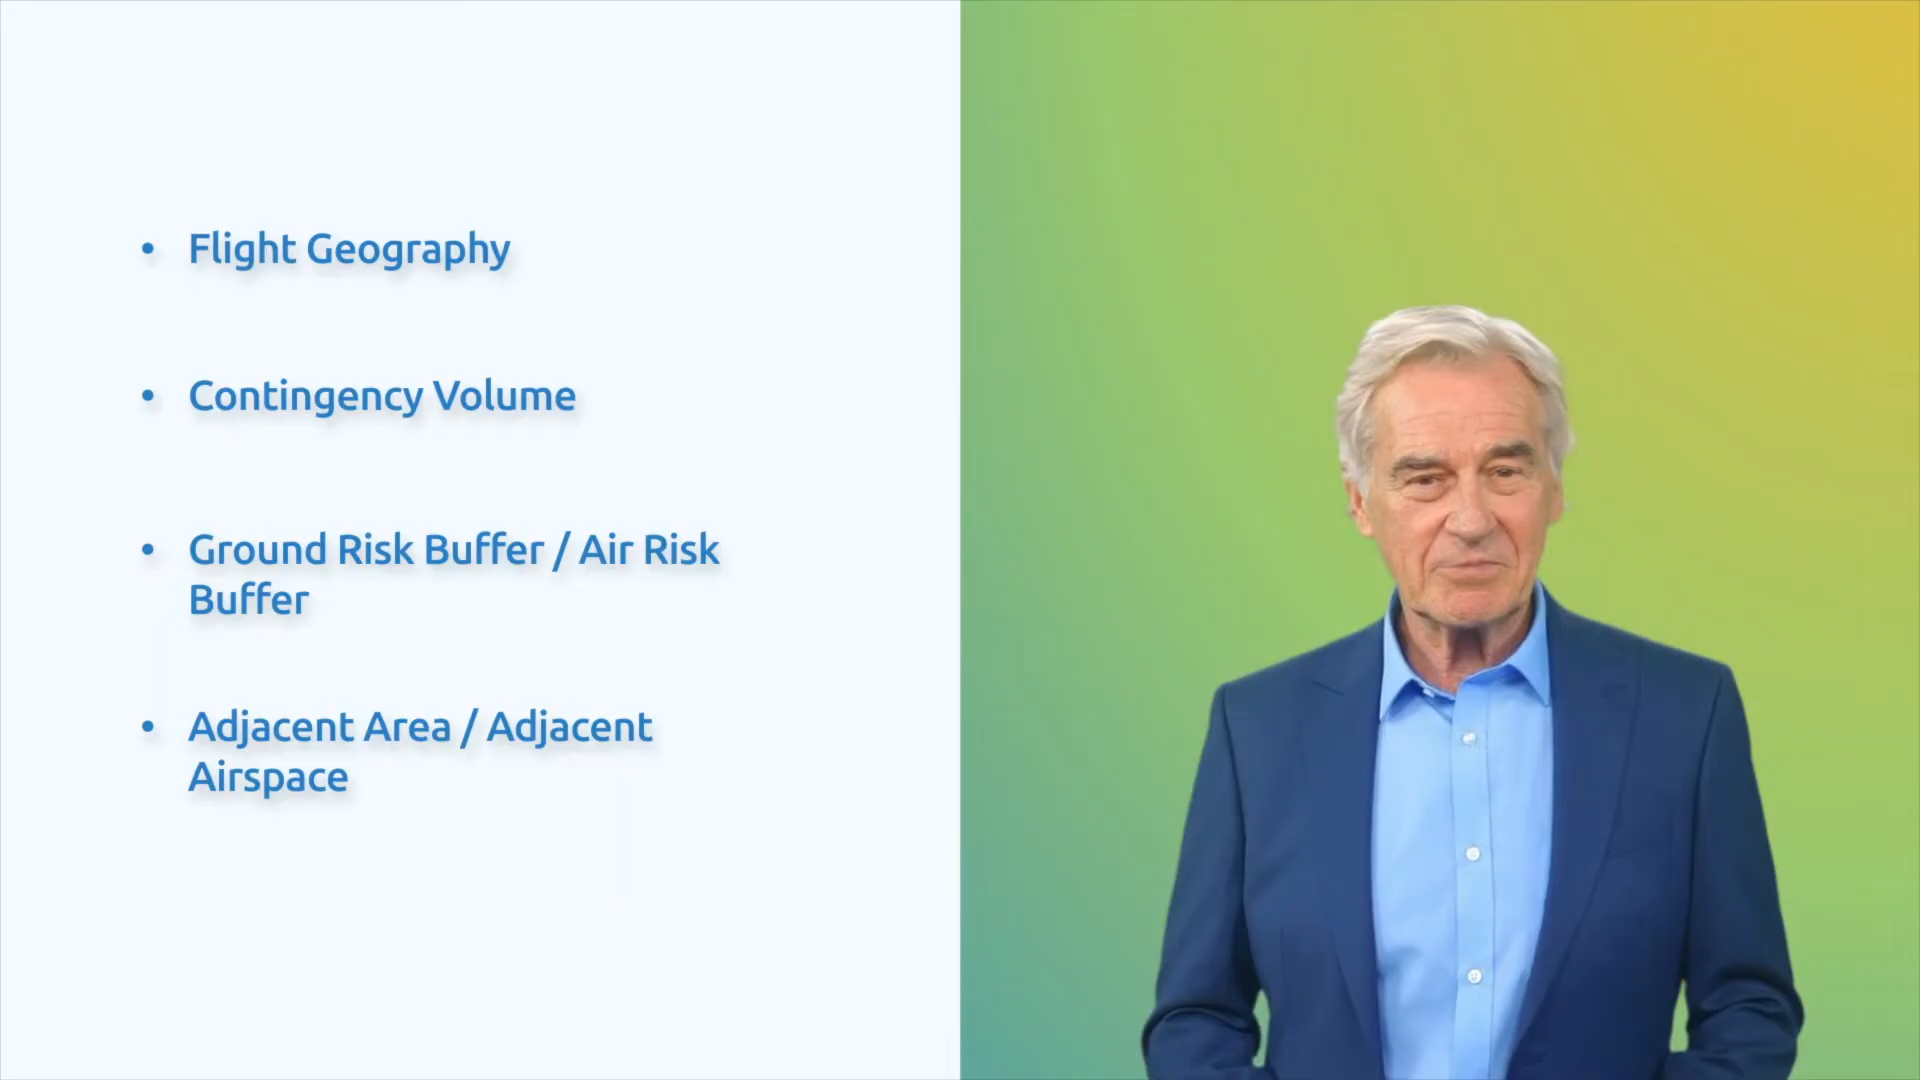 • Flight Geography
• Contingency Volume
• Ground Risk Buffer / Air Risk
Buffer
• Adjacent Area / Adjacent
Airspace